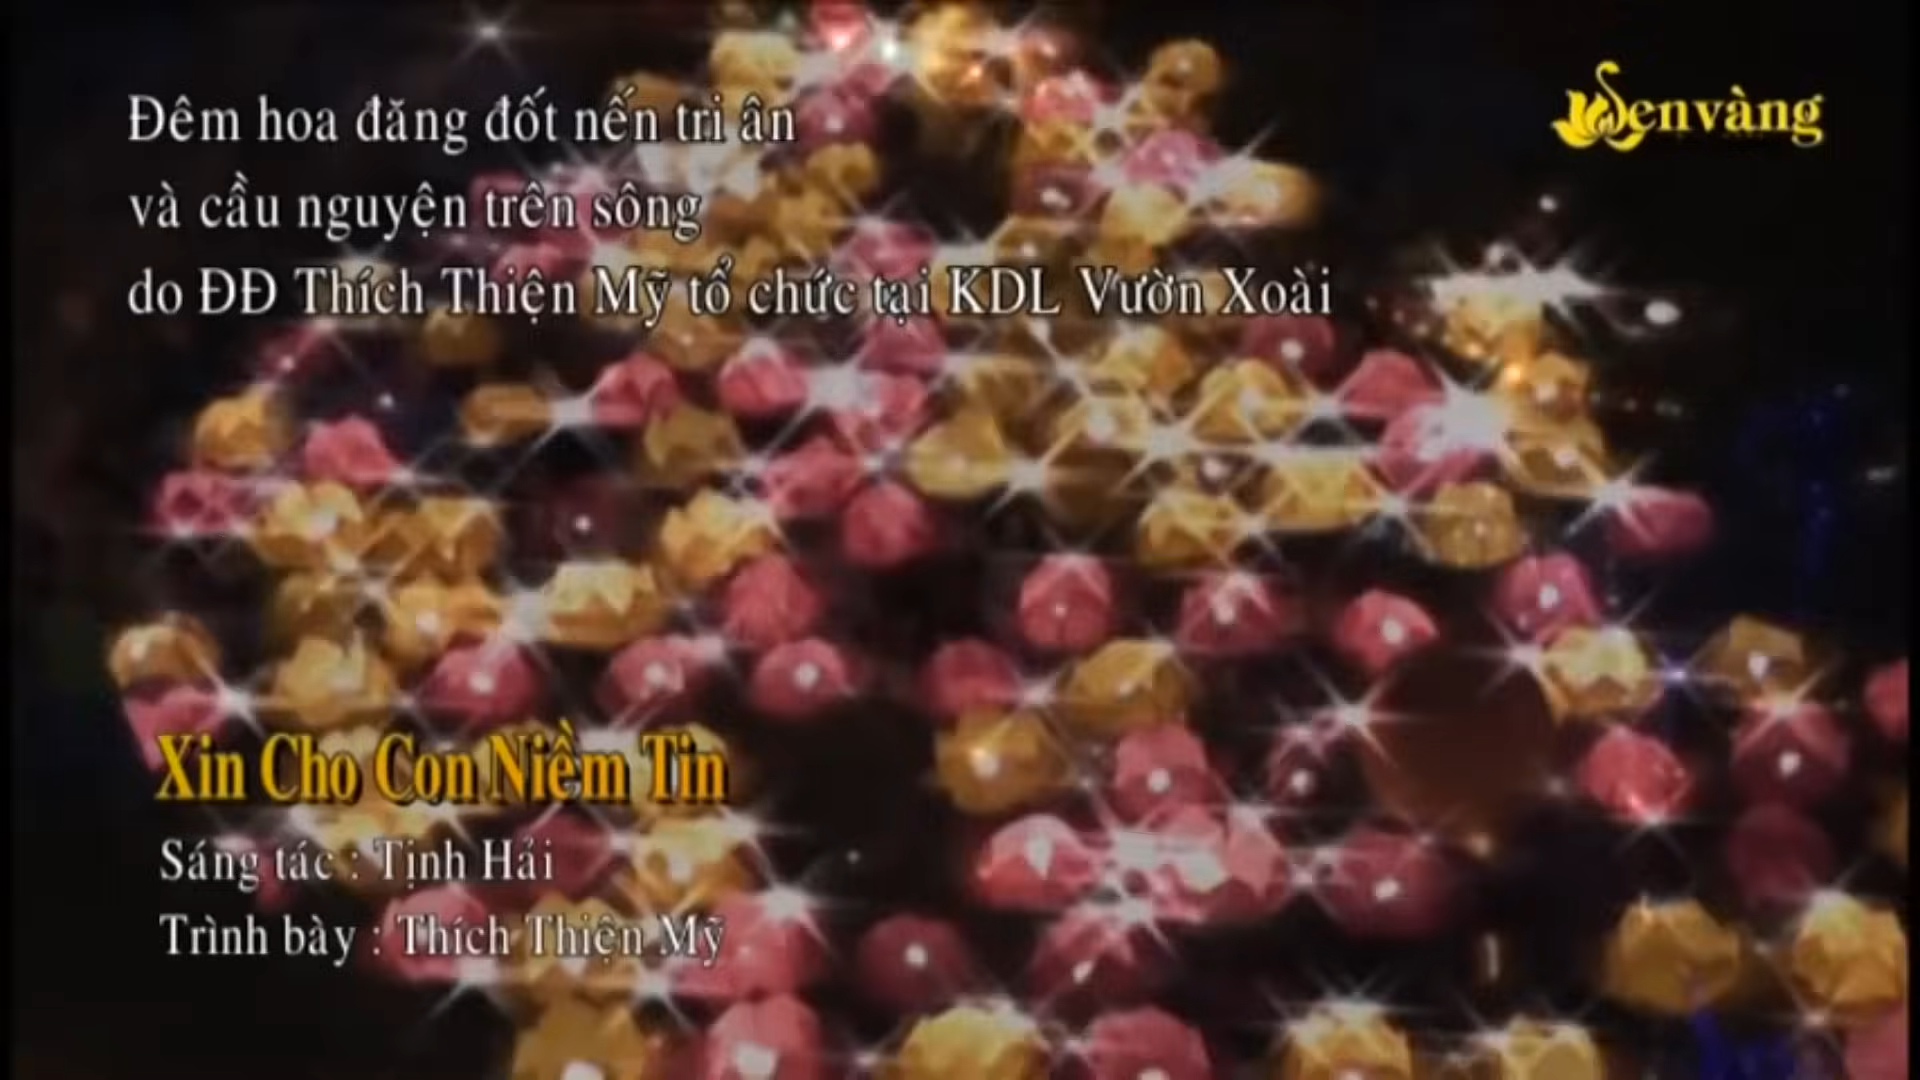 Đêm hoa đăng đốt nến tri ân
Senvàng
và cầu nguyện trên sông
do ĐĐ Thích Thiện Mỹ tổ chức tại KDL Vườn Xoài
Xin Cho Con Niềm Tin
Sáng tác : Tịnh Hải
Trình bày : Thích Thiện Mỹ